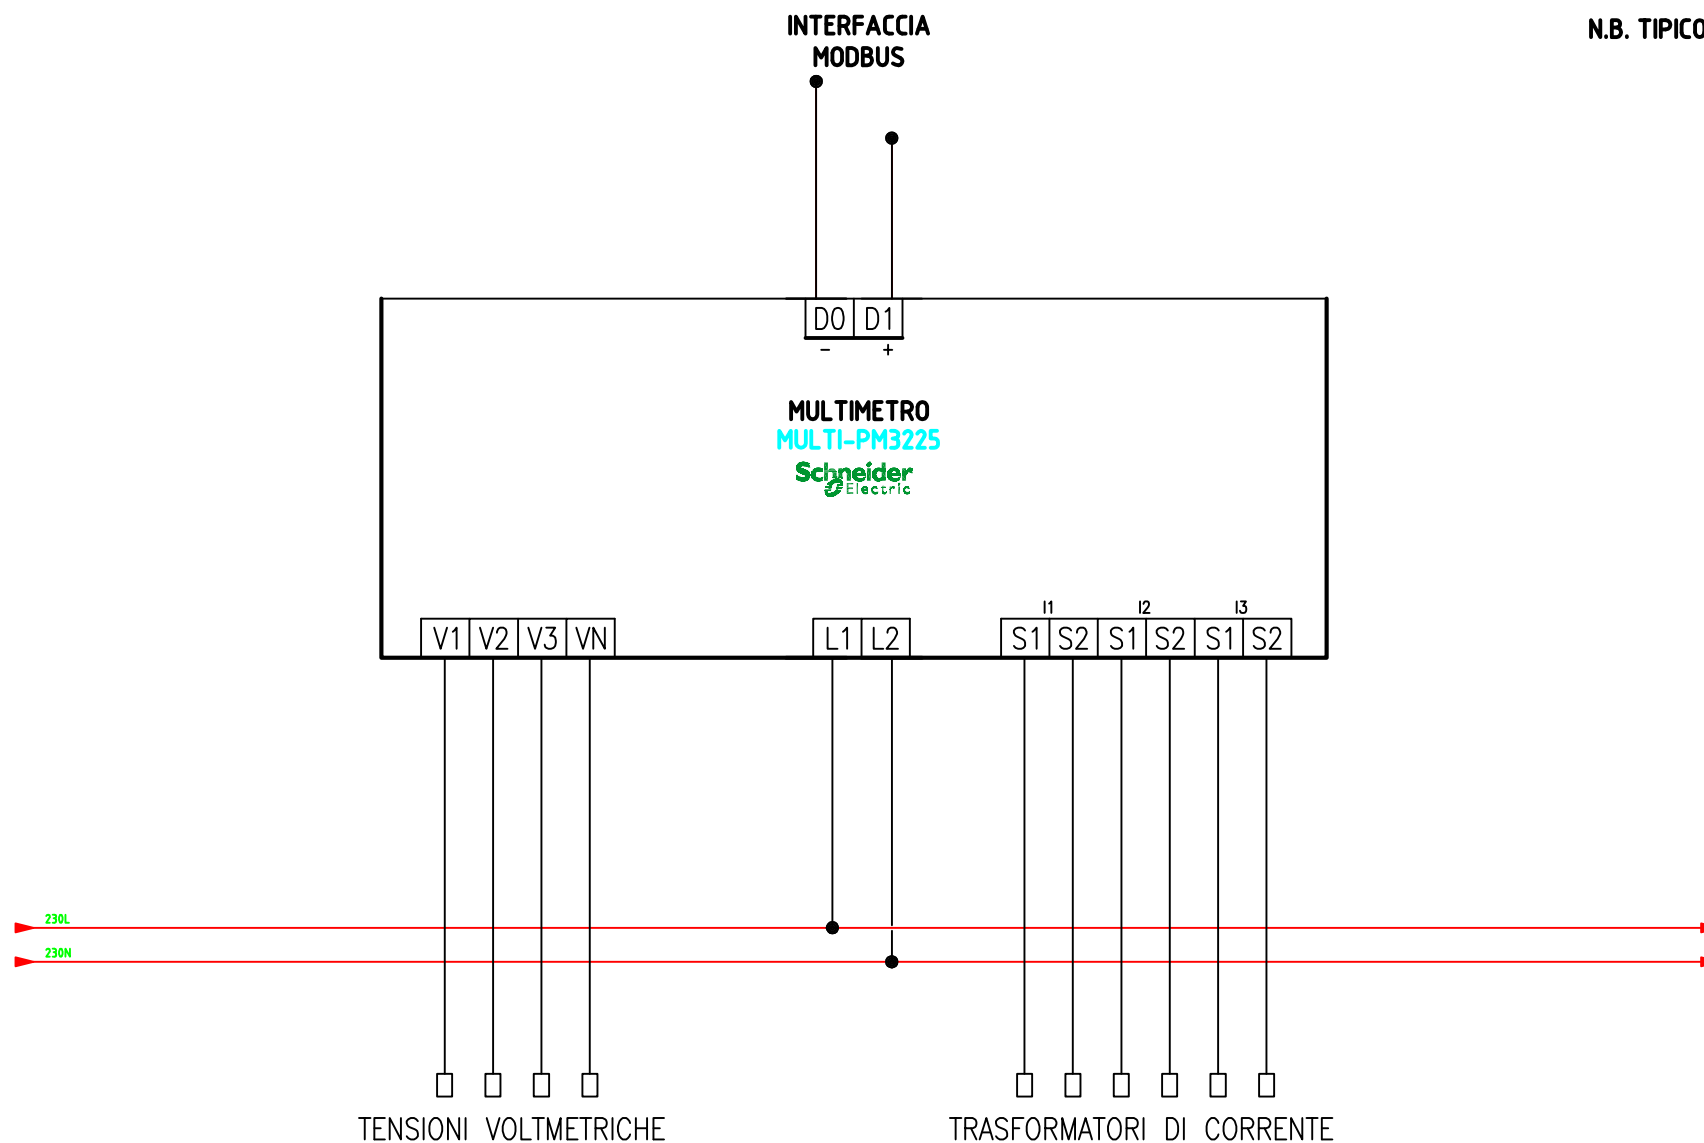 INTERFACCIA
MODBUS
N.B. TIPICO
D0 D1
- +
MULTIMETRO
MULTI-PM3225
Schneider
Electric
I1 I2 I3
V1 V2 V3 VN L1 L2 S1 S2 S1 S2 S1 S2
230L
230N
TENSIONI VOLTMETRICHE TRASFORMATORI DI CORRENTE